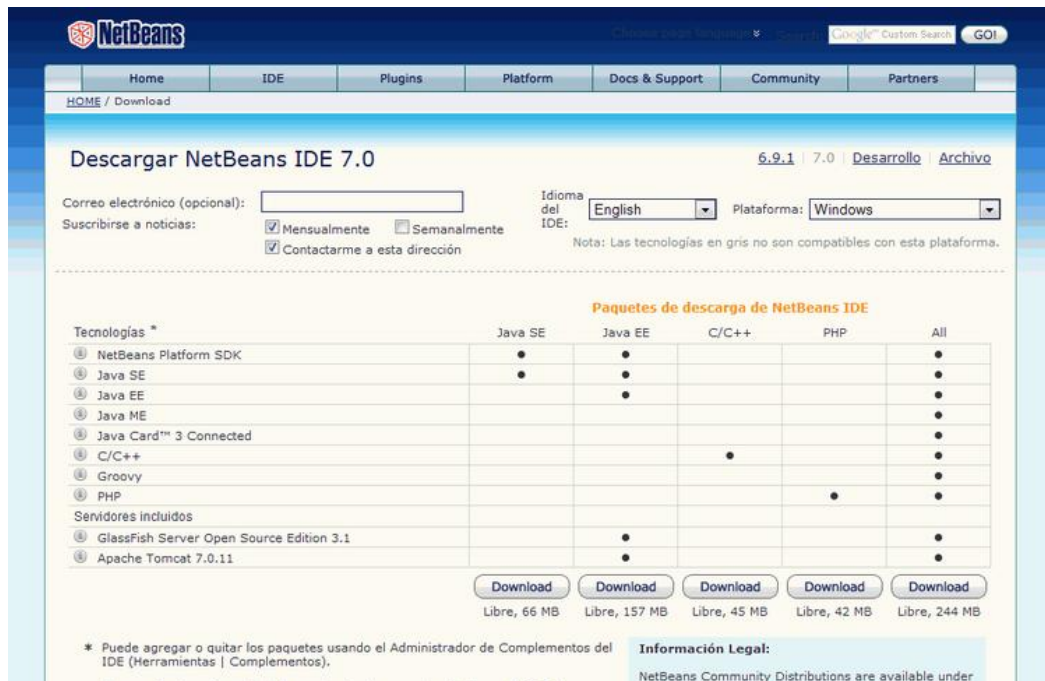 NetBeans
Choose page language Search: Google™ Custom Search GO!
Home IDE Plugins Platform Docs & Support Community Partners
HOME / Download
Descargar NetBeans IDE 7.0
6.9.1 | 7.0 | Desarrollo | Archivo
Correo electrónico (opcional):
Suscribirse a noticias:
Mensualmente Semanalmente
Contactarme a esta dirección
Idioma del IDE: English Plataforma: Windows
Nota: Las tecnologías en gris no son compatibles con esta plataforma.
Paquetes de descarga de NetBeans IDE
Tecnologías * Java SE Java EE C/C++ PHP All
NetBeans Platform SDK • • •
Java SE • • •
Java EE • •
Java ME •
Java Card™ 3 Connected •
C/C++ • •
Groovy •
PHP • •
Servidores incluidos
GlassFish Server Open Source Edition 3.1 • •
Apache Tomcat 7.0.11 • •
Download Download Download Download Download
Libre, 66 MB Libre, 157 MB Libre, 45 MB Libre, 42 MB Libre, 244 MB
* Puede agregar o quitar los paquetes usando el Administrador de Complementos del
IDE (Herramientas | Complementos).
Información Legal:
NetBeans Community Distributions are available under